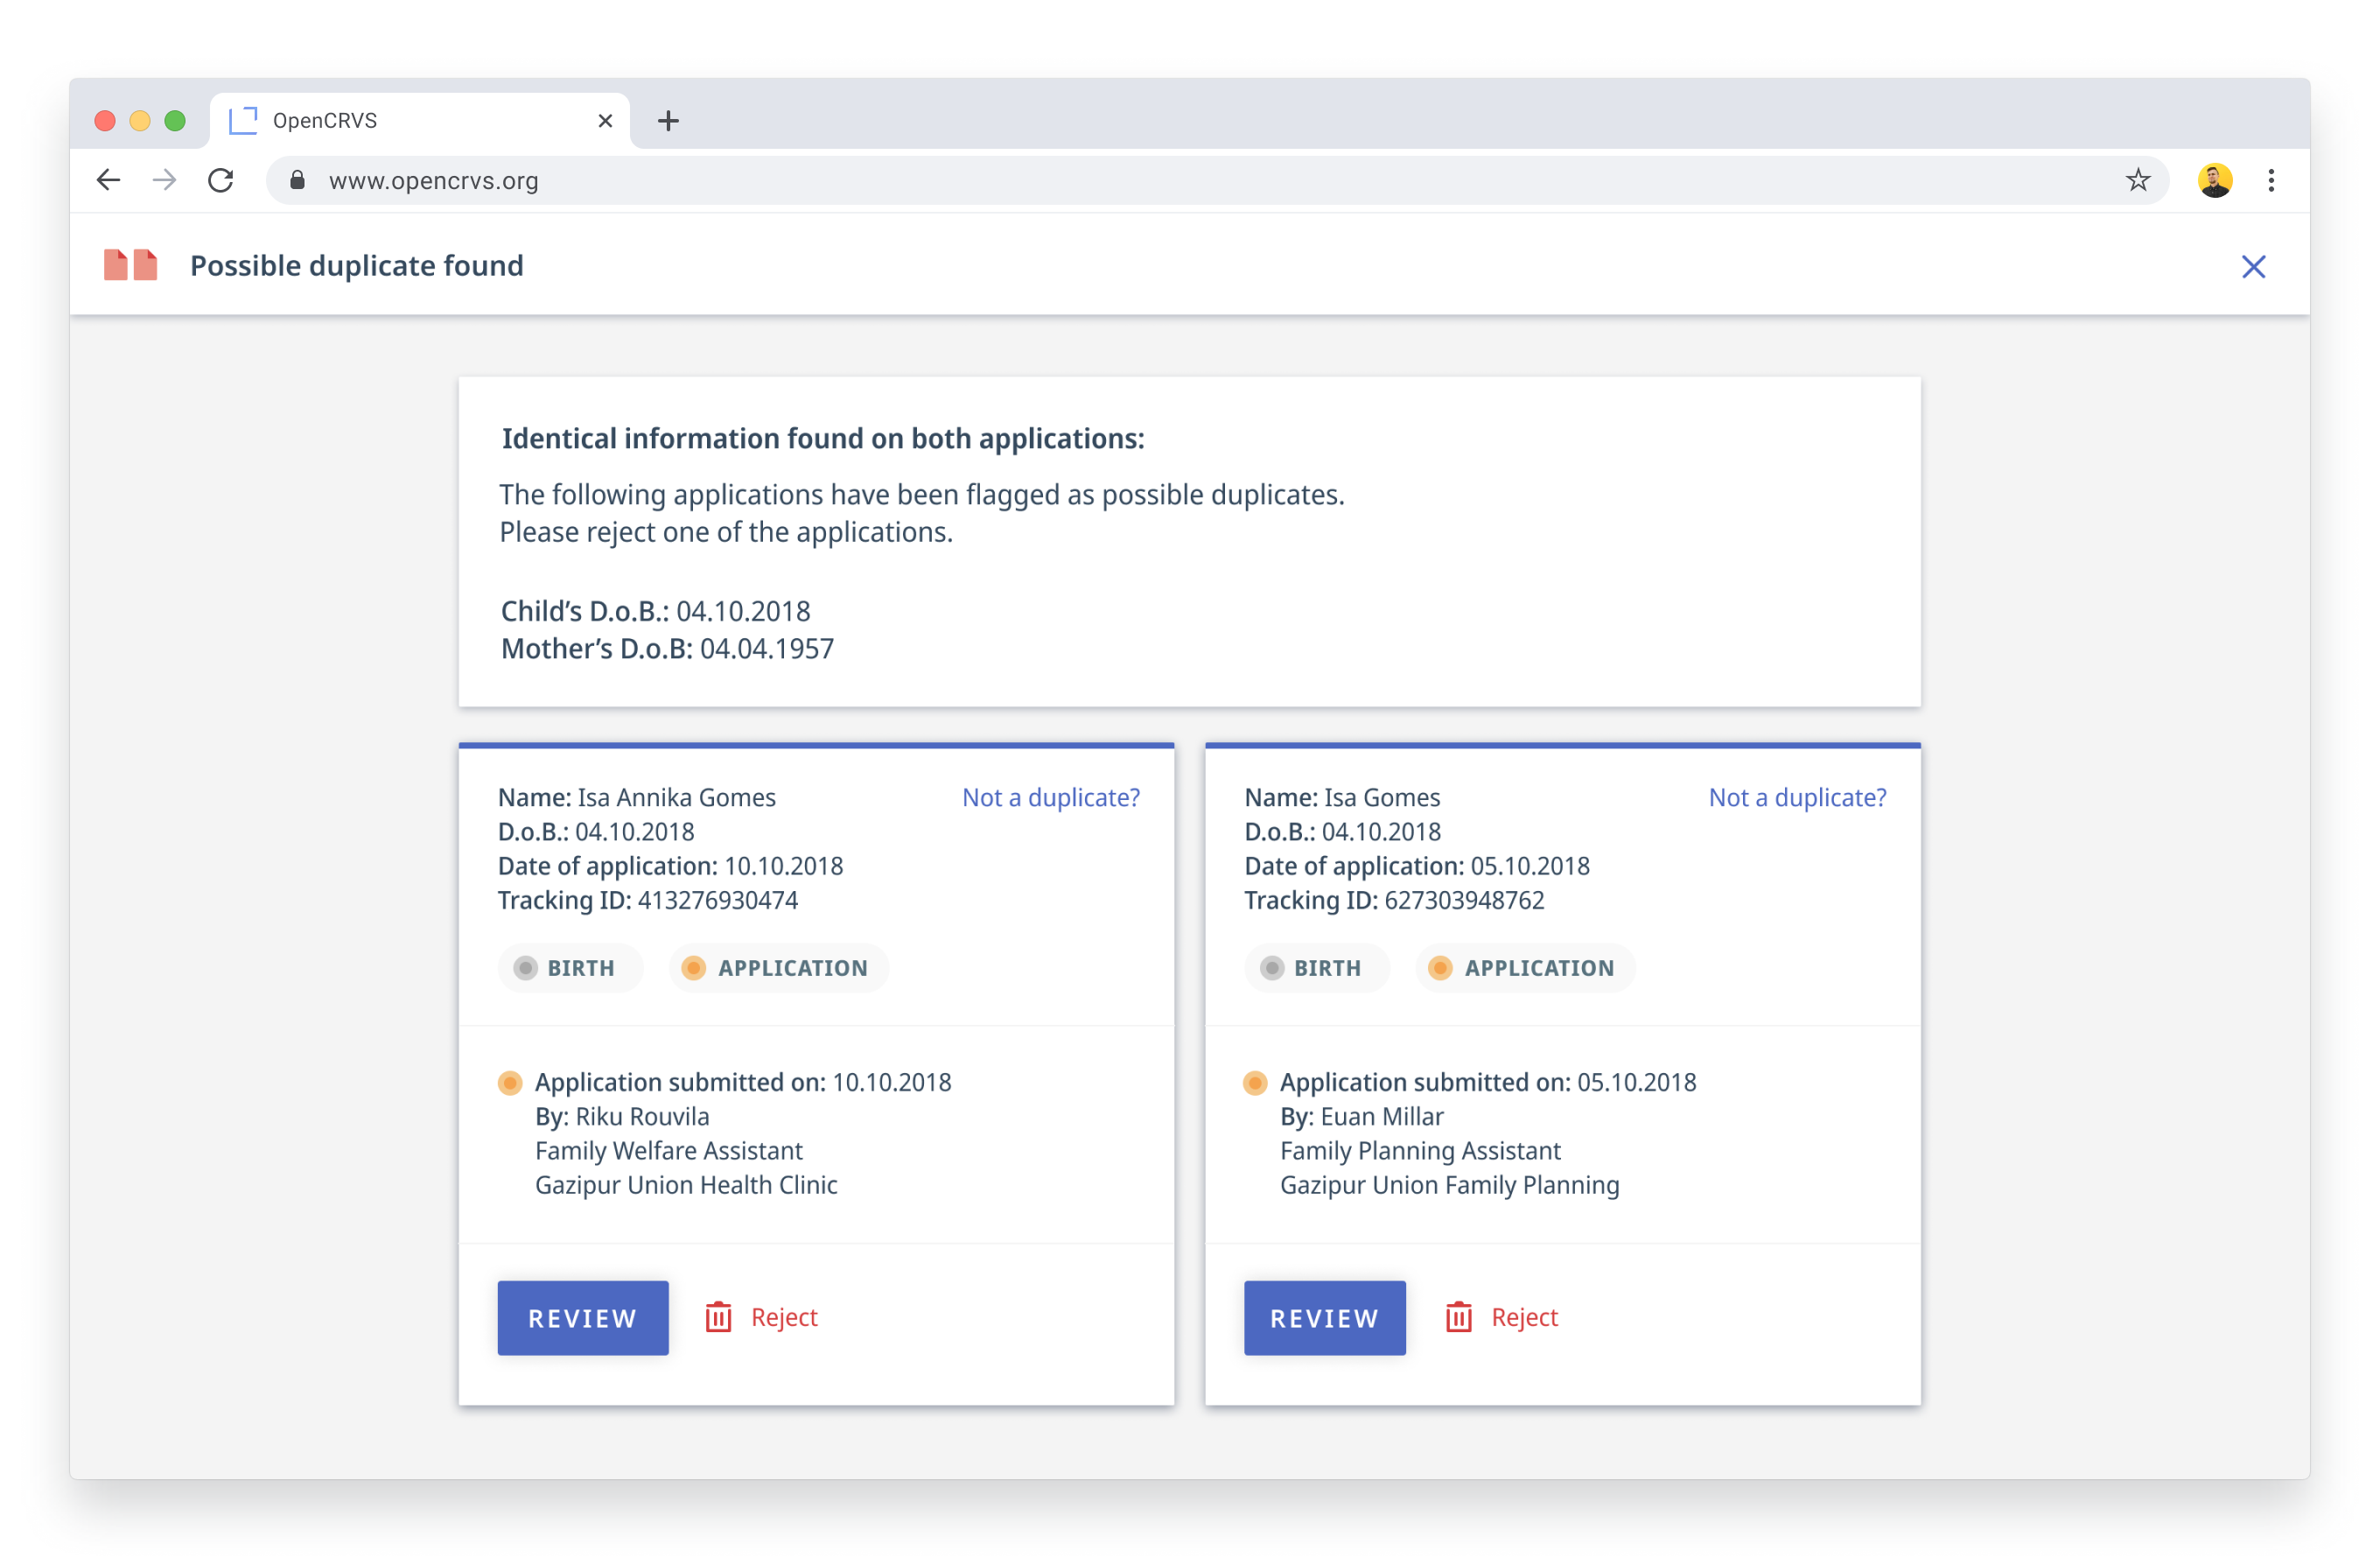 OpenCRVS
www.opencrvs.org
Possible duplicate found
Identical information found on both applications:
The following applications have been flagged as possible duplicates.
Please reject one of the applications.
Child’s D.o.B.: 04.10.2018
Mother’s D.o.B: 04.04.1957
Name: Isa Annika Gomes
Not a duplicate?
D.o.B.: 04.10.2018
Date of application: 10.10.2018
Tracking ID: 413276930474
BIRTH
APPLICATION
Application submitted on: 10.10.2018
By: Riku Rouvila
Family Welfare Assistant
Gazipur Union Health Clinic
REVIEW
Reject
Name: Isa Gomes
Not a duplicate?
D.o.B.: 04.10.2018
Date of application: 05.10.2018
Tracking ID: 627303948762
BIRTH
APPLICATION
Application submitted on: 05.10.2018
By: Euan Millar
Family Planning Assistant
Gazipur Union Family Planning
REVIEW
Reject